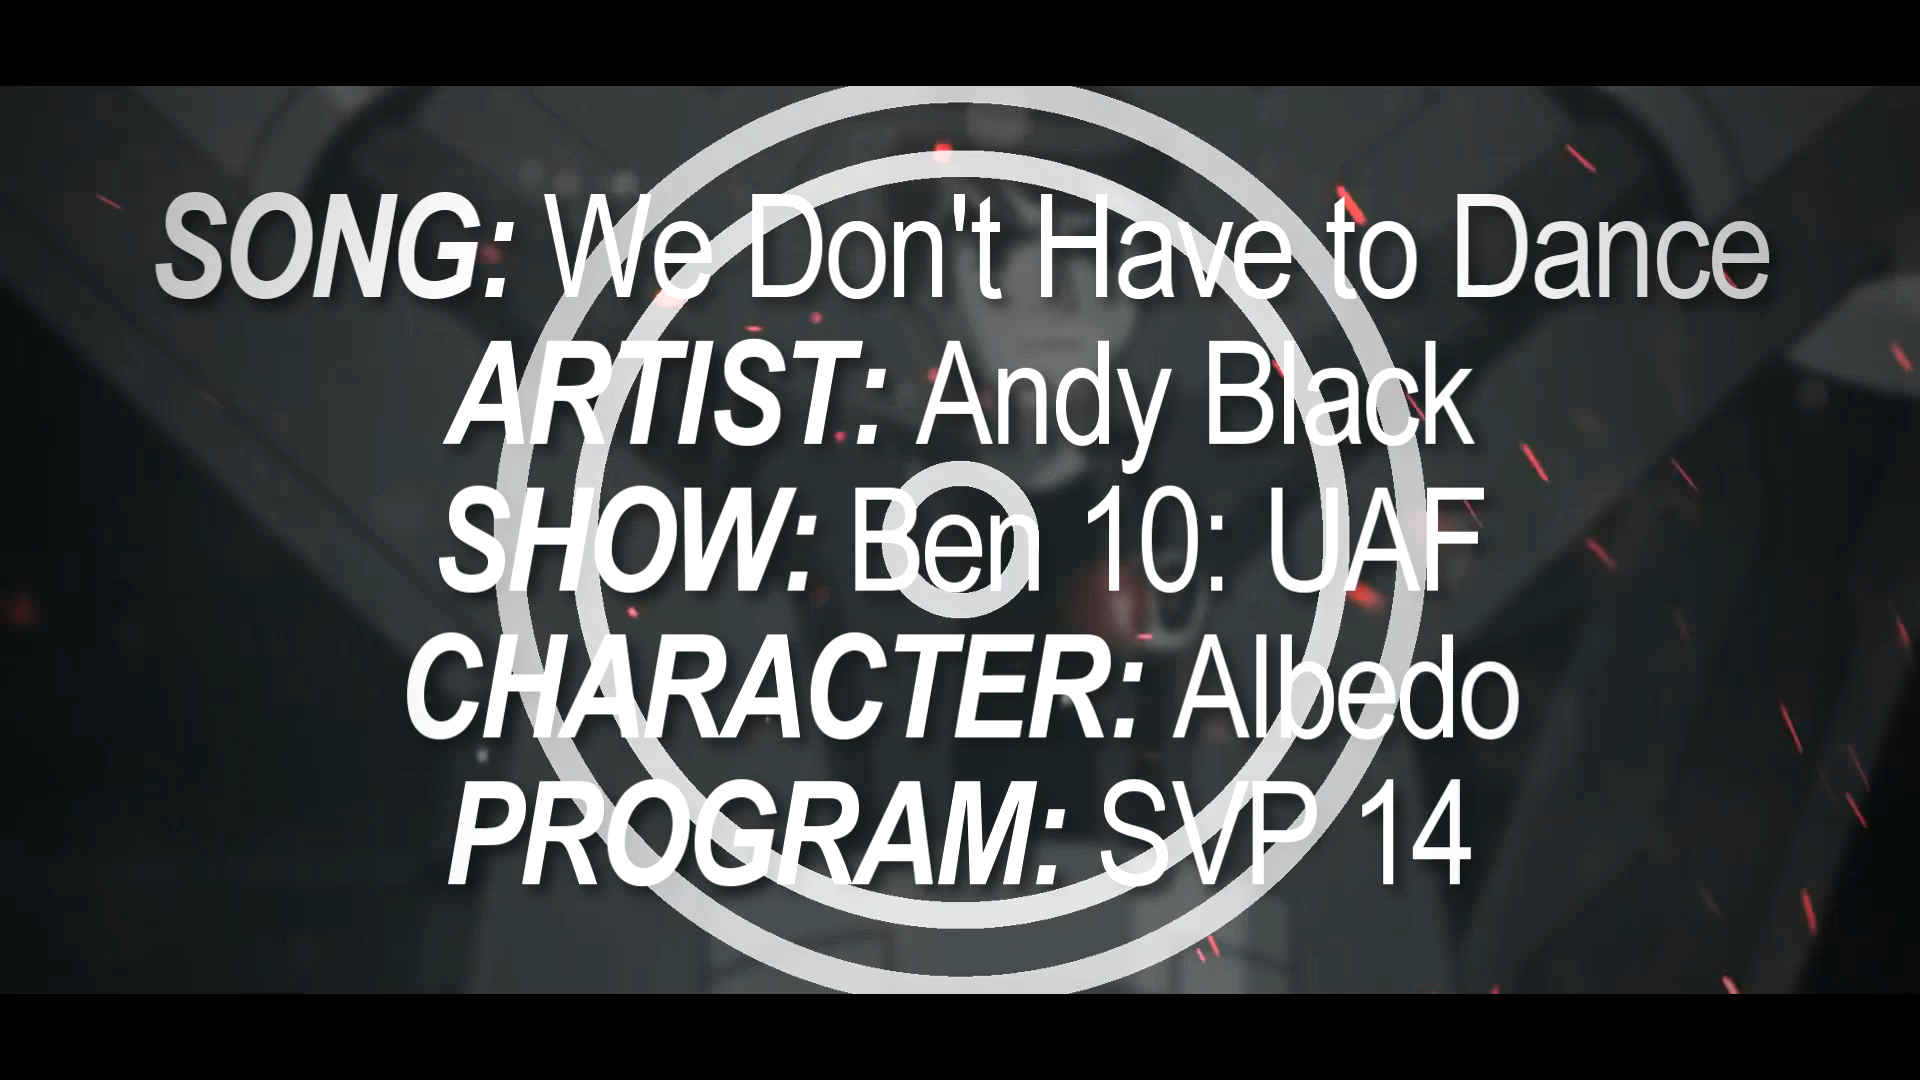 SONG: We Don't Have to Dance
ARTIST: Andy Black
SHOW: Ben 10: UAF
CHARACTER: Albedo
PROGRAM: SVP 14